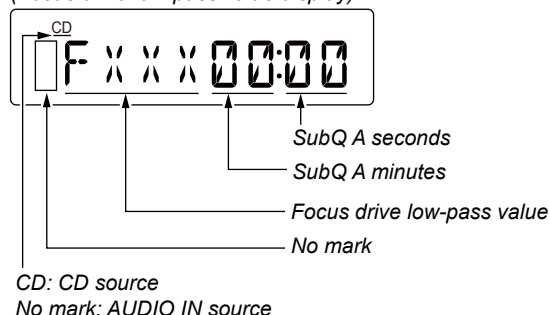 (Focus drive low-pass value display)
CD
F X X X 00:00
SubQ A seconds
SubQ A minutes
Focus drive low-pass value
No mark
CD: CD source
No mark: AUDIO IN source